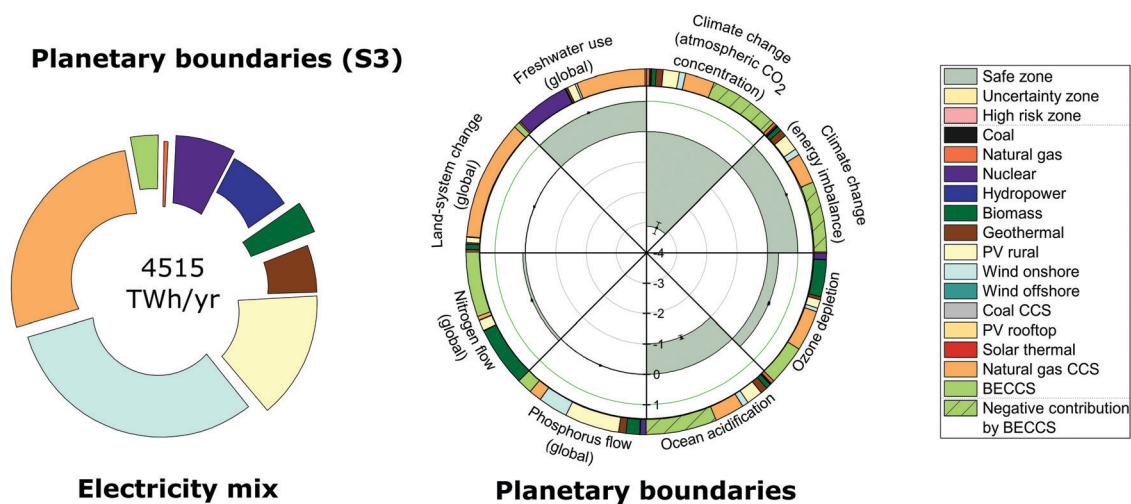 Planetary boundaries (S3)
4515
TWh/yr
Electricity mix
Freshwater use
(global)
Climate change
(atmospheric CO2
concentration)
Climate change
(energy imbalance)
Ozone depletion
Ocean acidification
Phosphorus flow
(global)
Nitrogen flow
(global)
Land-system change
(global)
-4
-3
-2
-1
0
1
Planetary boundaries
Safe zone
Uncertainty zone
High risk zone
Coal
Natural gas
Nuclear
Hydropower
Biomass
Geothermal
PV rural
Wind onshore
Wind offshore
Coal CCS
PV rooftop
Solar thermal
Natural gas CCS
BECCS
Negative contribution
by BECCS